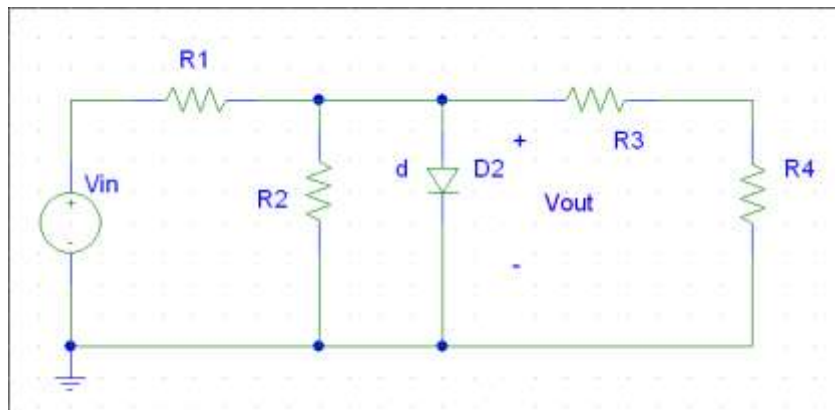 R1
+
R3
Vin
+
-
R2
d
D2
Vout
R4
-